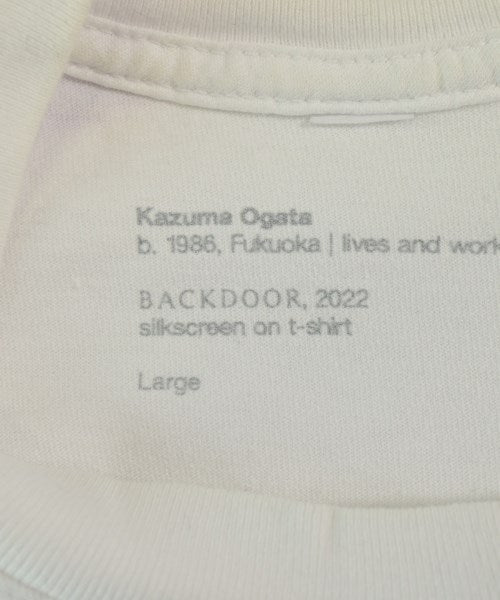 Kazuma Ogata
b. 1986, Fukuoka | lives and work
BACKDOOR, 2022
silkscreen on t-shirt
Large